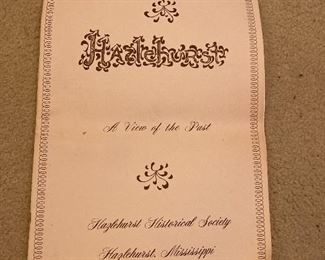 Hazlehurst
A View of the Past
Hazlehurst Historical Society
Hazlehurst, Mississippi